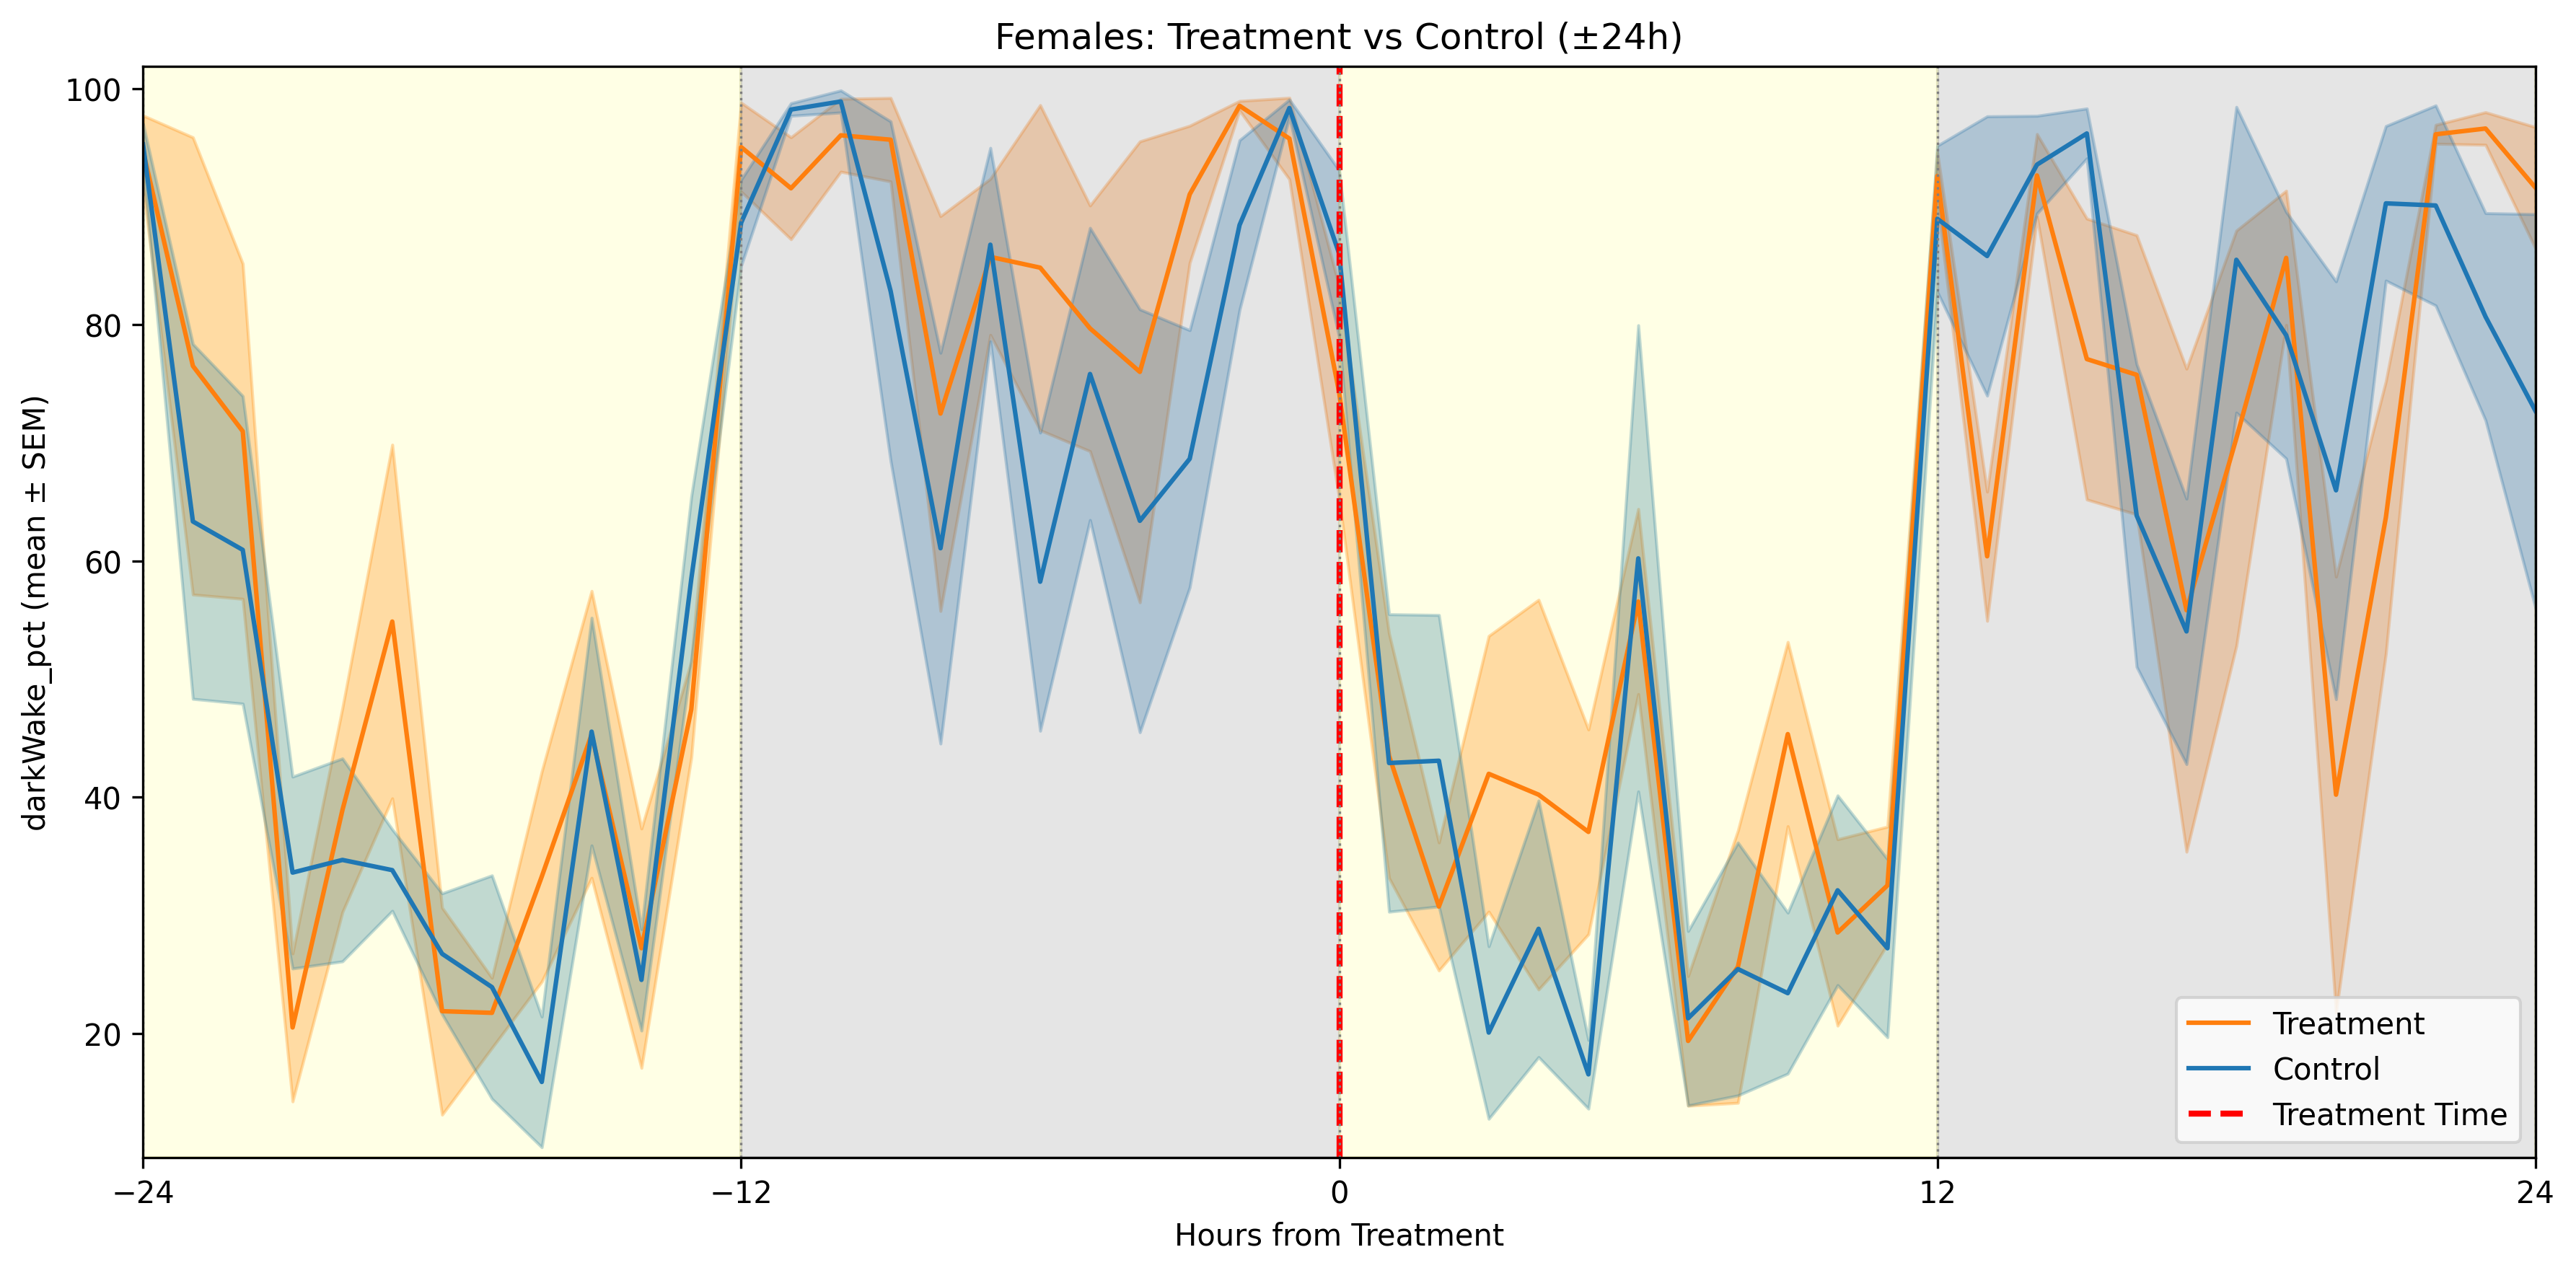 Females: Treatment vs Control (±24h)
darkWake_pct (mean ± SEM)
100
80
60
40
20
−24
−12
0
12
24
Hours from Treatment
Treatment
Control
Treatment Time